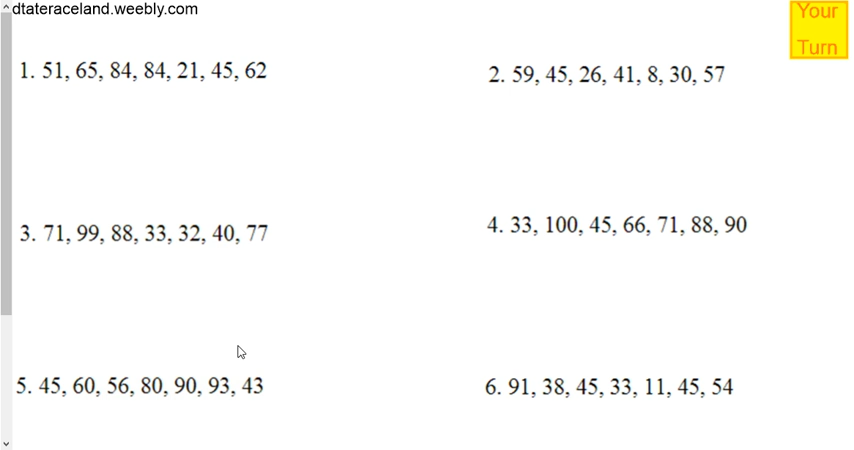 dtateraceland.weebly.com
Your
Turn
1. 51, 65, 84, 84, 21, 45, 62
2. 59, 45, 26, 41, 8, 30, 57
3. 71, 99, 88, 33, 32, 40, 77
4. 33, 100, 45, 66, 71, 88, 90
5. 45, 60, 56, 80, 90, 93, 43
6. 91, 38, 45, 33, 11, 45, 54